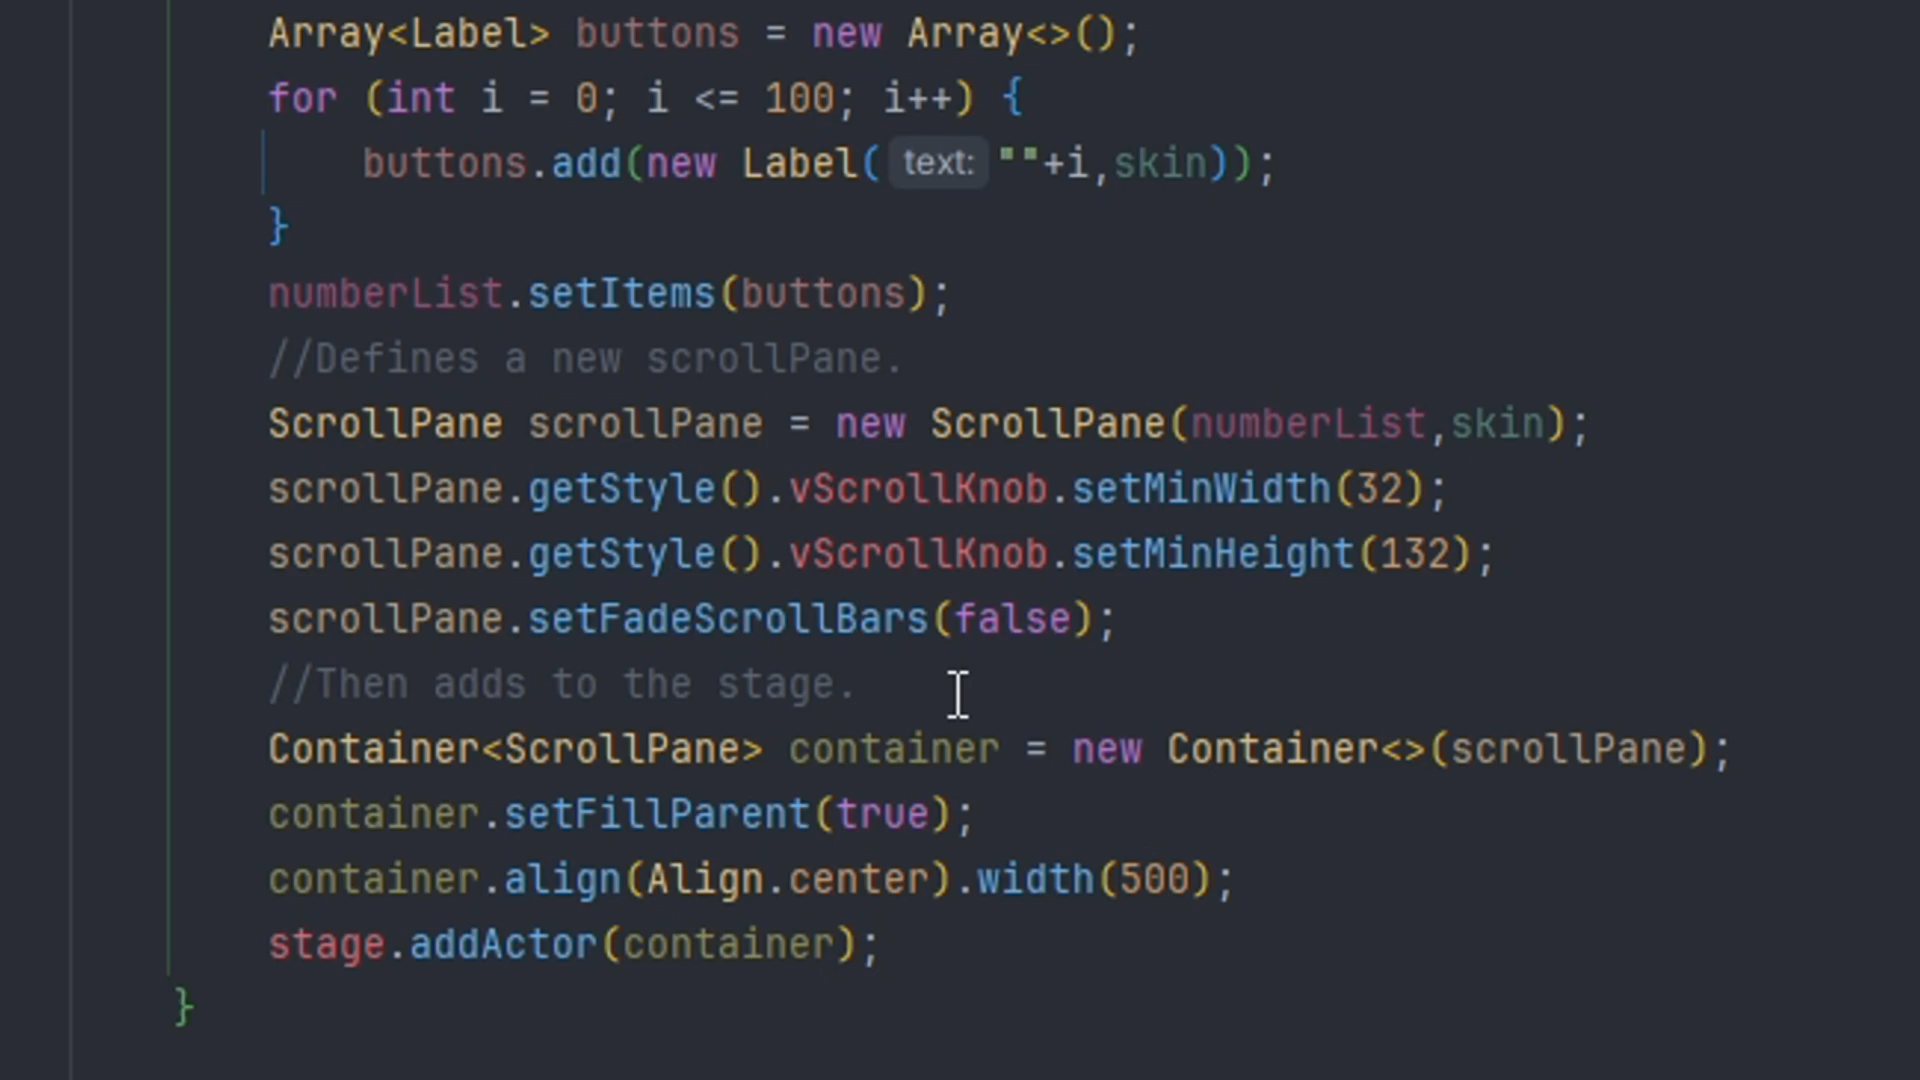 Array<Label> buttons = new Array<>();
for (int i = 0; i <= 100; i++) {
buttons.add(new Label( text: ""+i,skin));
}
numberList.setItems(buttons);
//Defines a new scrollPane.
ScrollPane scrollPane = new ScrollPane(numberList,skin);
scrollPane.getStyle().vScrollKnob.setMinWidth(32);
scrollPane.getStyle().vScrollKnob.setMinHeight(132);
scrollPane.setFadeScrollBars(false);
//Then adds to the stage.
Container<ScrollPane> container = new Container<>(scrollPane);
container.setFillParent(true);
container.align(Align.center).width(500);
stage.addActor(container);
}